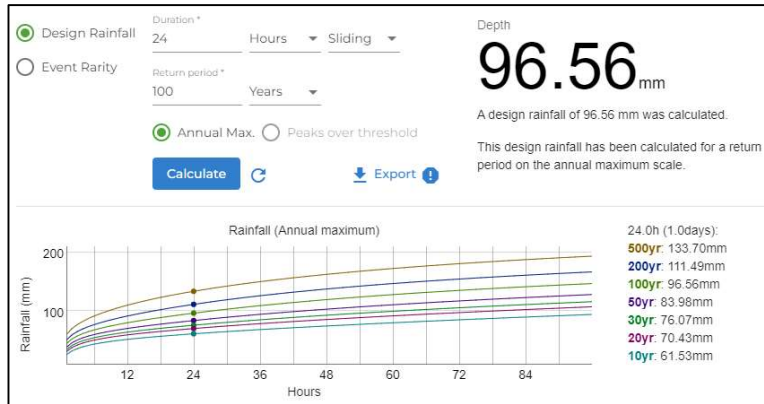 Design Rainfall
Event Rarity
Duration *
24 Hours Sliding
Return period *
100 Years
Annual Max. Peaks over threshold
Calculate Export
Depth
96.56 mm
A design rainfall of 96.56 mm was calculated.
This design rainfall has been calculated for a return
period on the annual maximum scale.
Rainfall (Annual maximum)
Rainfall (mm)
200
100
12 24 36 48 60 72 84
Hours
24.0h (1.0days):
500yr: 133.70mm
200yr: 111.49mm
100yr: 96.56mm
50yr: 83.98mm
30yr: 76.07mm
20yr: 70.43mm
10yr: 61.53mm